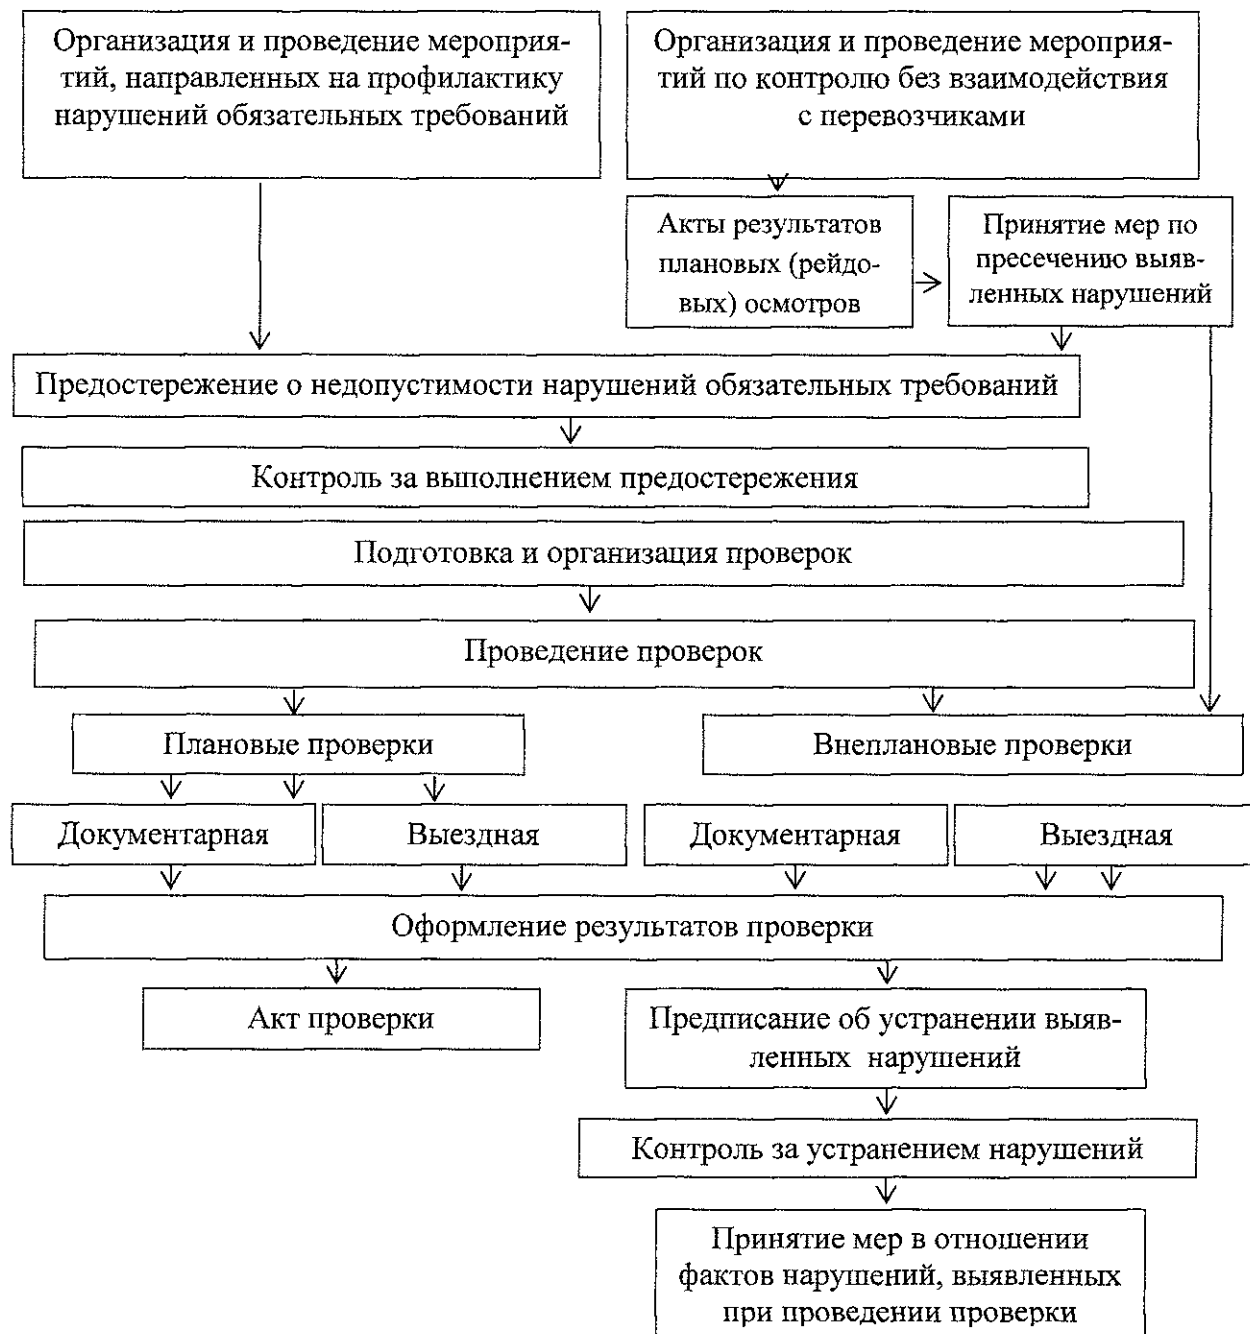 Организация и проведение мероприя-
тий, направленных на профилактику
нарушений обязательных требований
Организация и проведение мероприя-
тий по контролю без взаимодействия
с перевозчиками
Акты результатов
плановых (рейдо-
вых) осмотров
Принятие мер по
пресечению выяв-
ленных нарушений
Предостережение о недопустимости нарушений обязательных требований
Контроль за выполнением предостережения
Подготовка и организация проверок
Проведение проверок
Плановые проверки
Внеплановые проверки
Документарная
Выездная
Документарная
Выездная
Оформление результатов проверки
Акт проверки
Предписание об устранении выяв-
ленных нарушений
Контроль за устранением нарушений
Принятие мер в отношении
фактов нарушений, выявленных
при проведении проверки